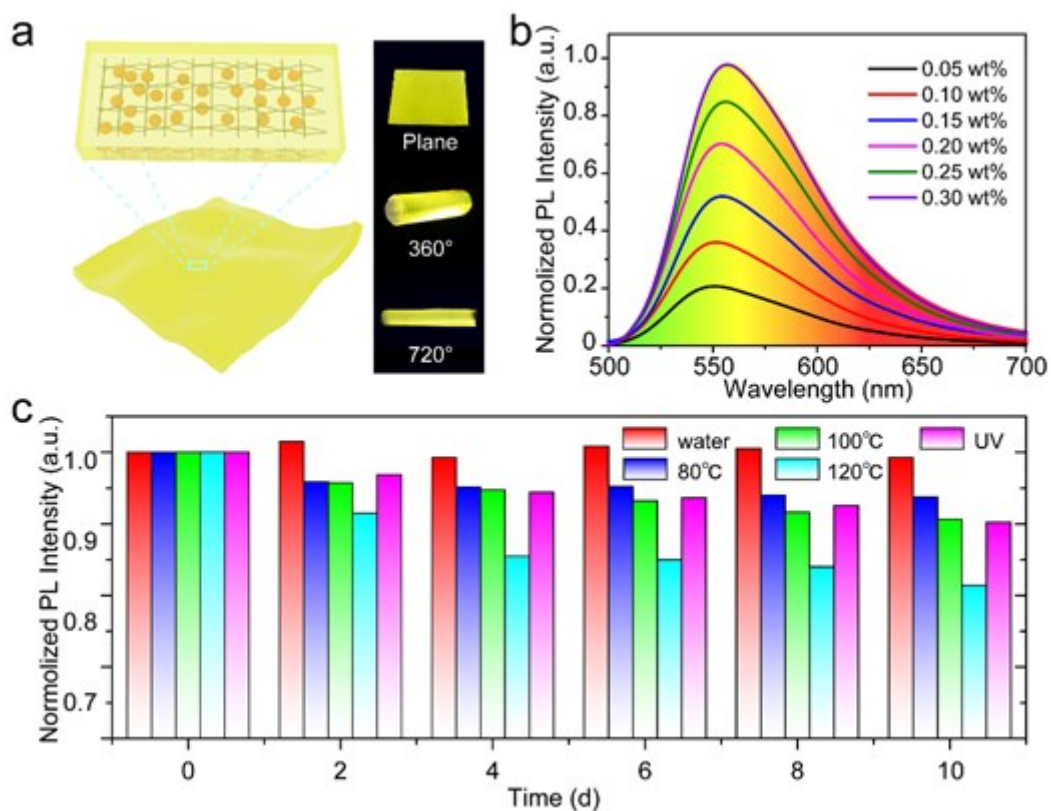 a
Plane
360°
720°
b
Normolized PL Intensity (a.u.)
1.0
0.8
0.6
0.4
0.2
0
0.05 wt%
0.10 wt%
0.15 wt%
0.20 wt%
0.25 wt%
0.30 wt%
500 550 600 650 700
Wavelength (nm)
c
Normolized PL Intensity (a.u.)
1.0
0.9
0.8
0.7
water 100°C UV
80°C 120°C
0 2 4 6 8 10
Time (d)